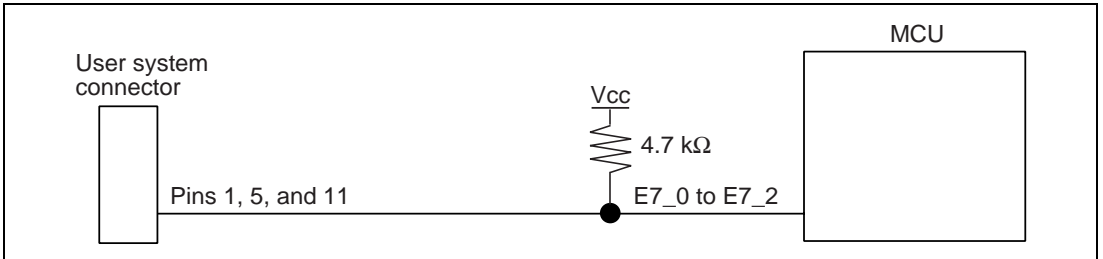 MCU
User system
connector
Vcc
4.7 kΩ
Pins 1, 5, and 11
E7_0 to E7_2